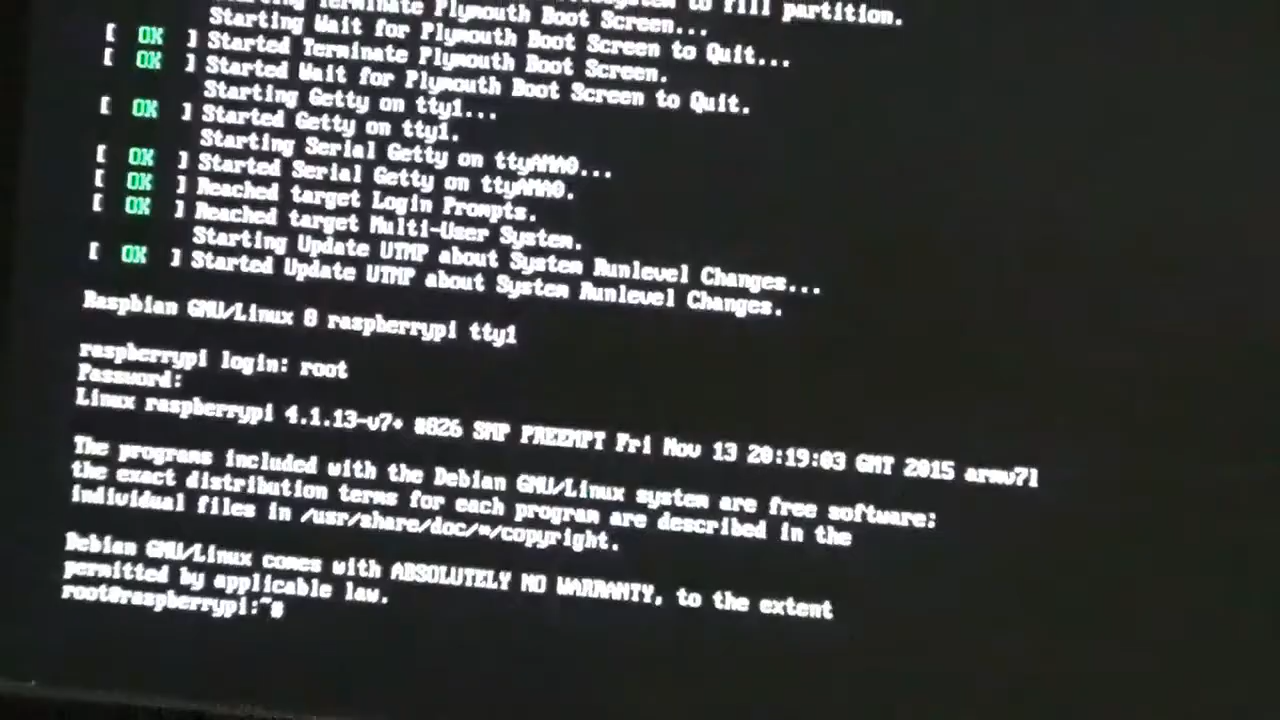 to fill partition.
Terminate Plymouth Boot Screen...
Starting Wait for Plymouth Boot Screen to Quit...
[  OK  ] Started Terminate Plymouth Boot Screen.
[  OK  ] Started Wait for Plymouth Boot Screen to Quit.
Starting Getty on tty1...
[  OK  ] Started Getty on tty1.
Starting Serial Getty on ttyAMA0...
[  OK  ] Started Serial Getty on ttyAMA0.
[  OK  ] Reached target Login Prompts.
[  OK  ] Reached target Multi-User System.
Starting Update UTMP about System Runlevel Changes...
[  OK  ] Started Update UTMP about System Runlevel Changes.
Raspbian GNU/Linux 8 raspberrypi tty1
raspberrypi login: root
Password:
Linux raspberrypi 4.1.13-v7+ #826 SMP PREEMPT Fri Nov 13 20:19:03 GMT 2015 armv7l
The programs included with the Debian GNU/Linux system are free software;
the exact distribution terms for each program are described in the
individual files in /usr/share/doc/*/copyright.
Debian GNU/Linux comes with ABSOLUTELY NO WARRANTY, to the extent
permitted by applicable law.
root@raspberrypi:~#